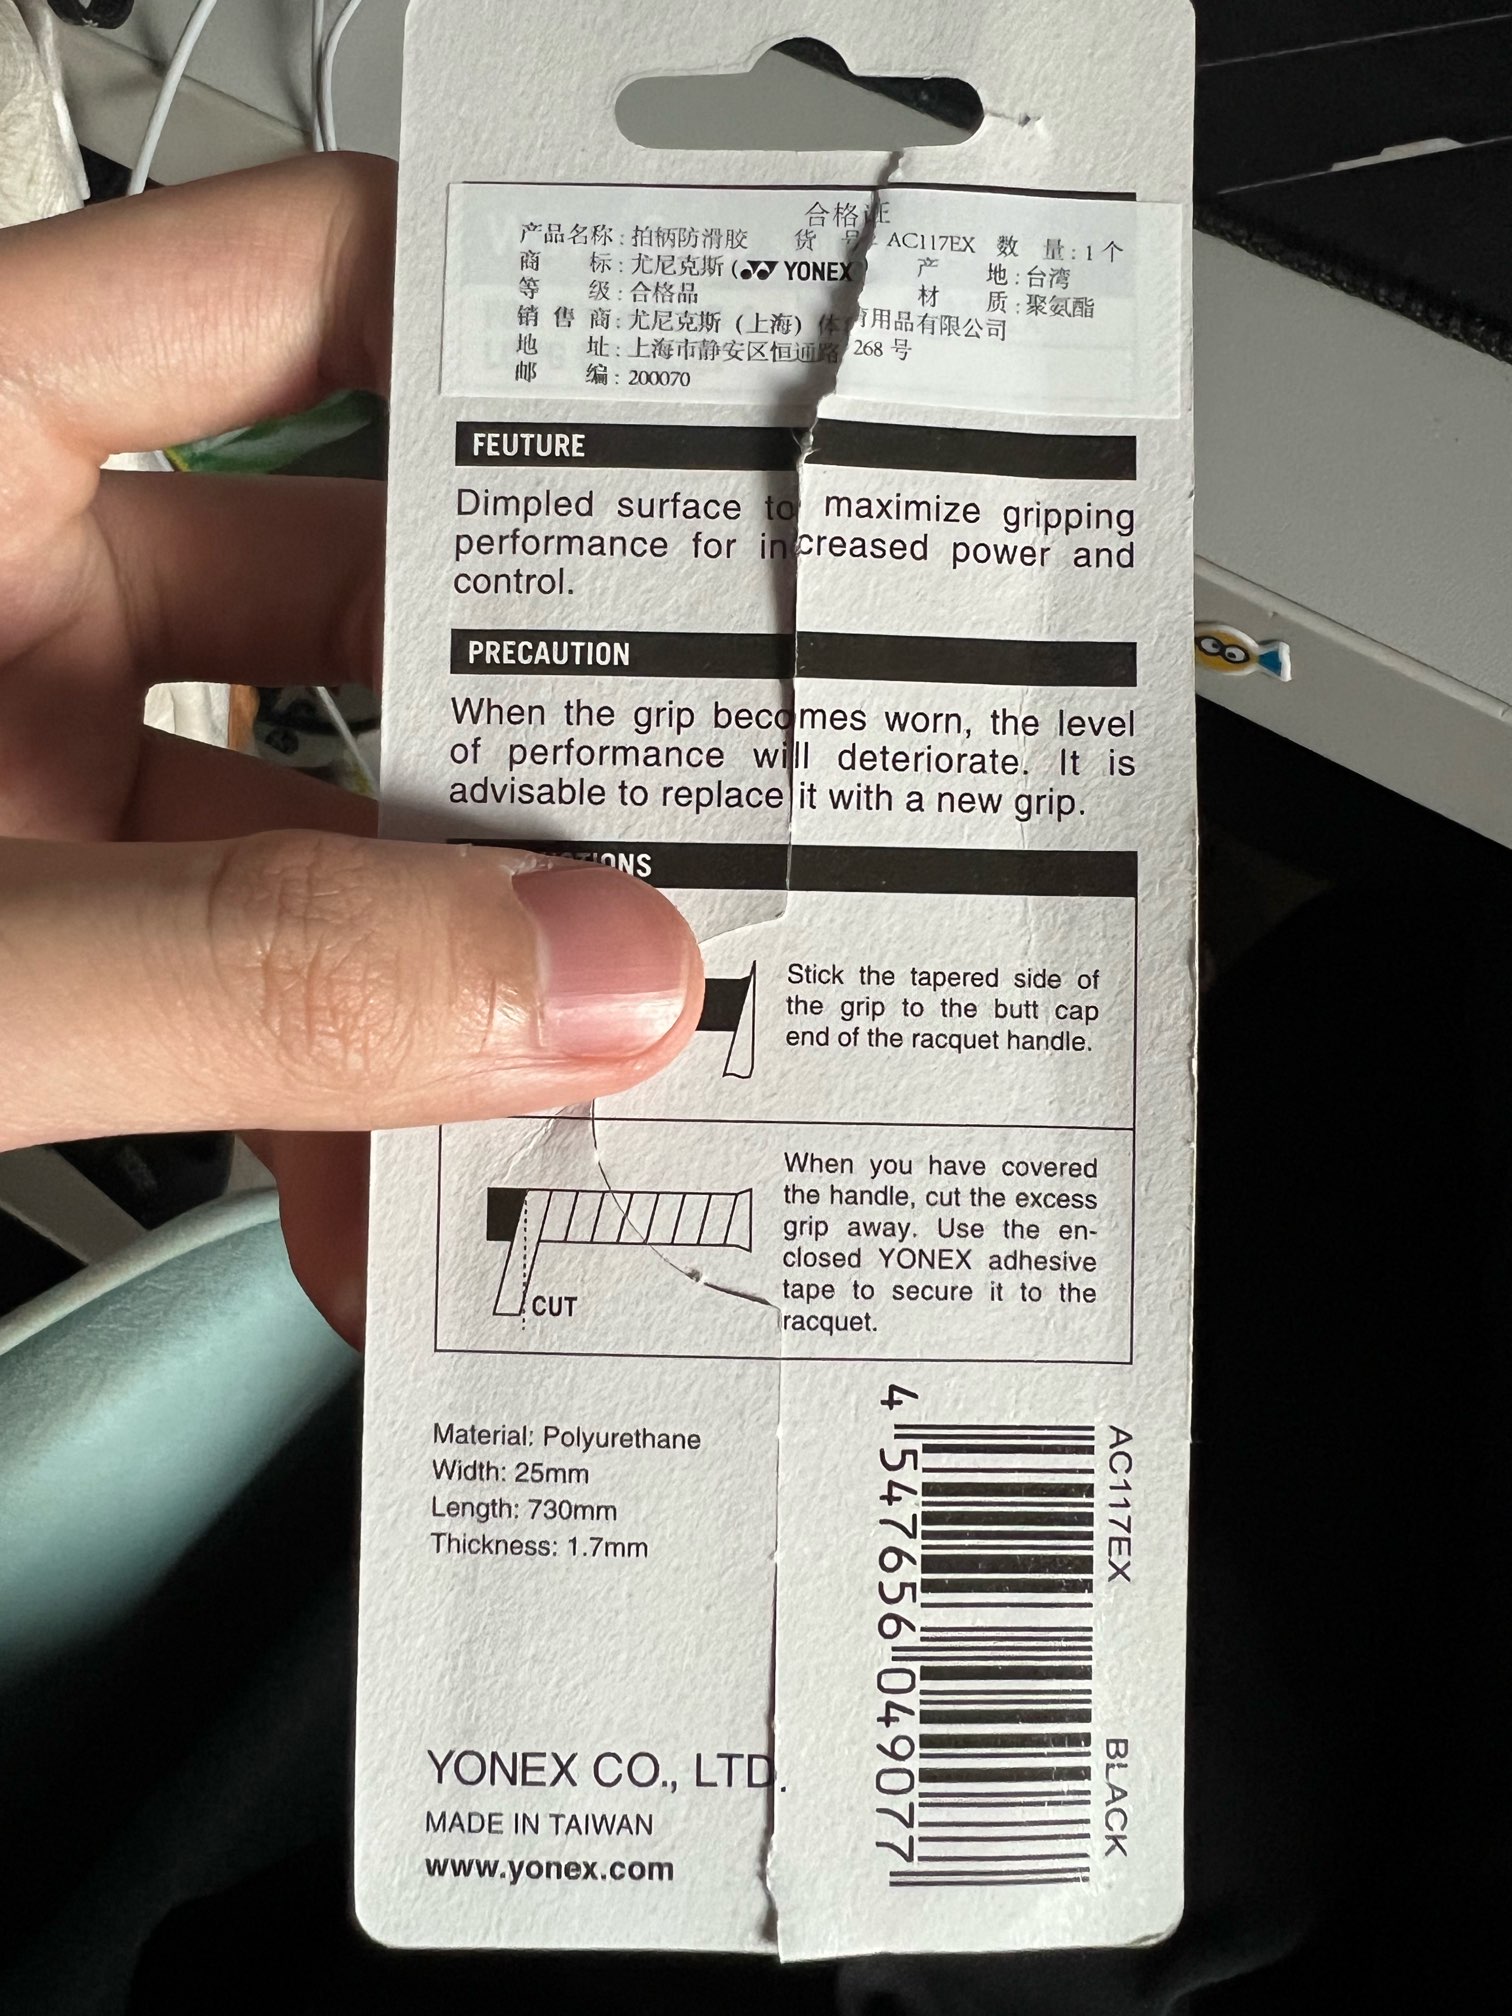 合格证
产品名称：拍柄防滑胶 货号：AC117EX 数量：1个
商标：尤尼克斯(YONEX) 产地：台湾
等级：合格品 材质：聚氨酯
销售商：尤尼克斯（上海）体育用品有限公司
地址：上海市静安区恒通路268号
邮编：200070
FEUTURE
Dimpled surface to maximize gripping
performance for increased power and
control.
PRECAUTION
When the grip becomes worn, the level
of performance will deteriorate. It is
advisable to replace it with a new grip.
Stick the tapered side of
the grip to the butt cap
end of the racquet handle.
When you have covered
the handle, cut the excess
grip away. Use the en-
closed YONEX adhesive
tape to secure it to the
racquet.
CUT
Material: Polyurethane
Width: 25mm
Length: 730mm
Thickness: 1.7mm
YONEX CO., LTD.
MADE IN TAIWAN
www.yonex.com
AC117EX BLACK
4 547656 049077